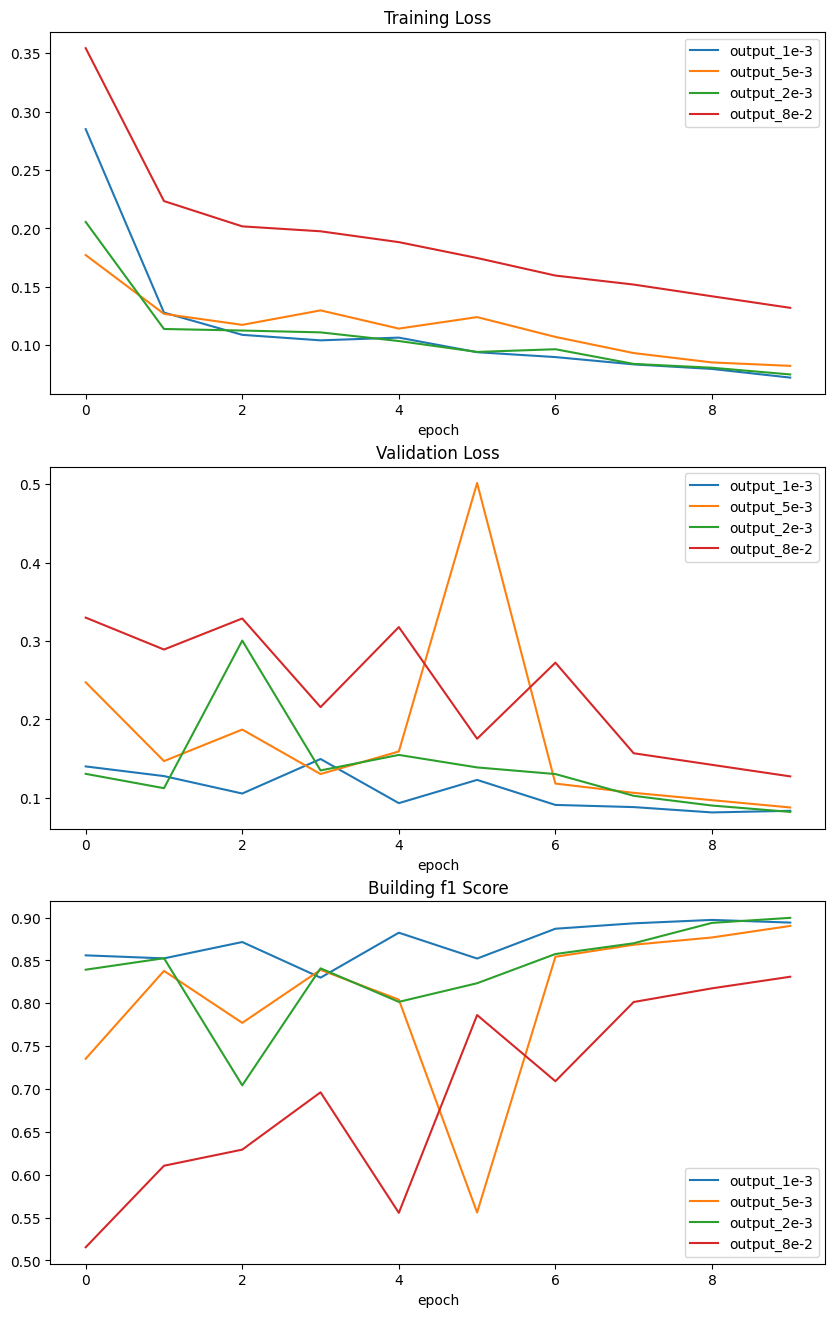 Training Loss
0.35
0.30
0.25
0.20
0.15
0.10
output_1e-3
output_5e-3
output_2e-3
output_8e-2
0 2 4 6 8
epoch
Validation Loss
0.5
0.4
0.3
0.2
0.1
output_1e-3
output_5e-3
output_2e-3
output_8e-2
0 2 4 6 8
epoch
Building f1 Score
0.90
0.85
0.80
0.75
0.70
0.65
0.60
0.55
0.50
output_1e-3
output_5e-3
output_2e-3
output_8e-2
0 2 4 6 8
epoch